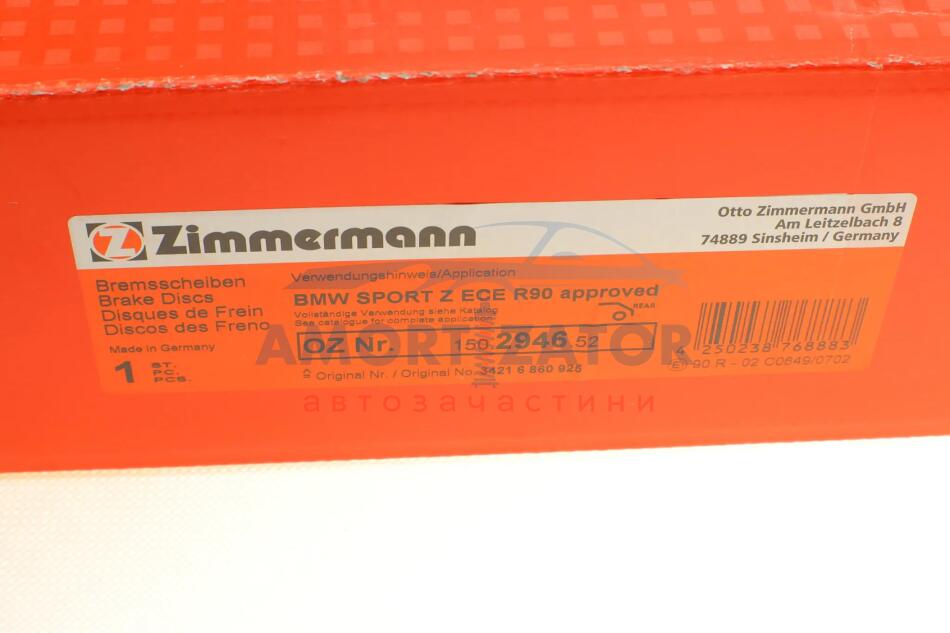 Zimmermann
Otto Zimmermann GmbH
Am Leitzelbach 8
74889 Sinsheim / Germany
Bremsscheiben
Brake Discs
Disques de Frein
Discos des Freno
Made in Germany
1 ST.
PC.
PCS.
Verwendungshinweis/Application
BMW SPORT Z ECE R90 approved
Vollständige Verwendung siehe Katalog
See catalogue for complete application
REAR
OZ Nr. 150.2946.52
≙ Original Nr. / Original No. 3421 6 860 925
4 250238 768883
E1 90 R - 02 C0649/0702
AMORTIZATOR
автозапчастини